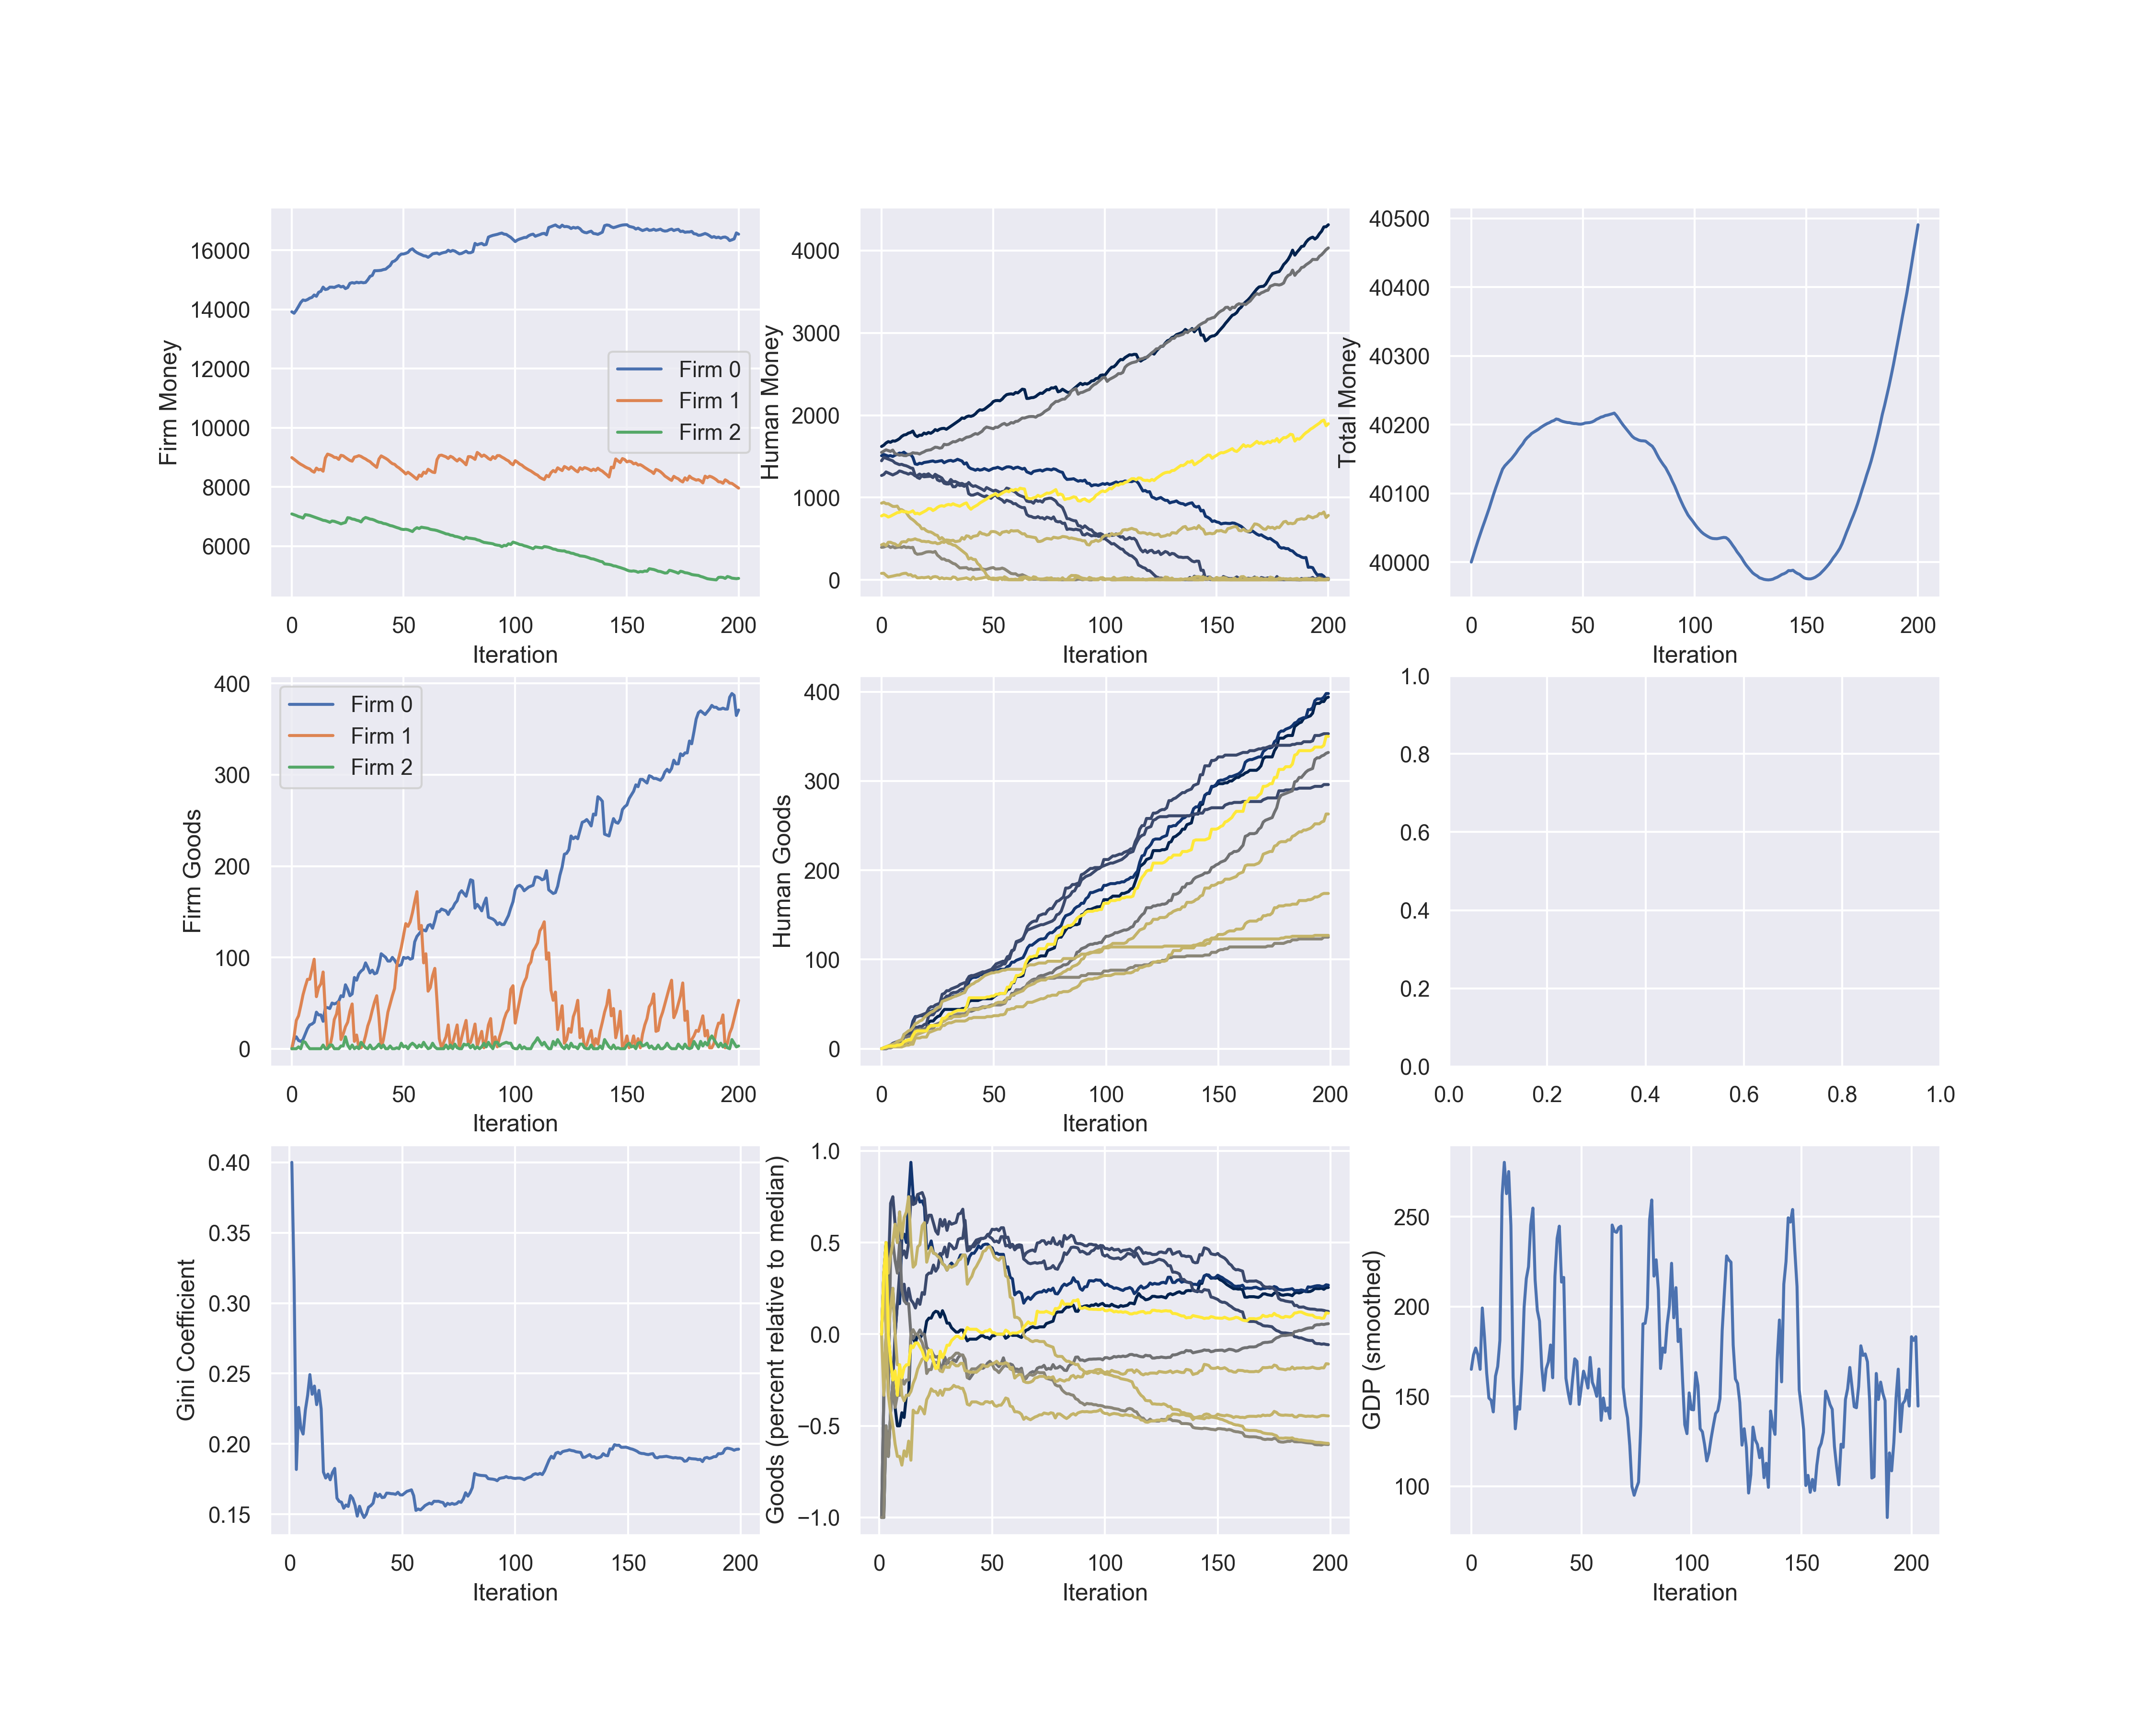 Firm Money
16000
14000
12000
10000
8000
6000
Firm 0
Firm 1
Firm 2
0 50 100 150 200
Iteration
Human Money
4000
3000
2000
1000
0
0 50 100 150 200
Iteration
Total Money
40500
40400
40300
40200
40100
40000
0 50 100 150 200
Iteration
Firm Goods
400
300
200
100
0
Firm 0
Firm 1
Firm 2
0 50 100 150 200
Iteration
Human Goods
400
300
200
100
0
0 50 100 150 200
Iteration
1.0
0.8
0.6
0.4
0.2
0.0
0.0 0.2 0.4 0.6 0.8 1.0
Gini Coefficient
0.40
0.35
0.30
0.25
0.20
0.15
0 50 100 150 200
Iteration
Goods (percent relative to median)
1.0
0.5
0.0
−0.5
−1.0
0 50 100 150 200
Iteration
GDP (smoothed)
250
200
150
100
0 50 100 150 200
Iteration